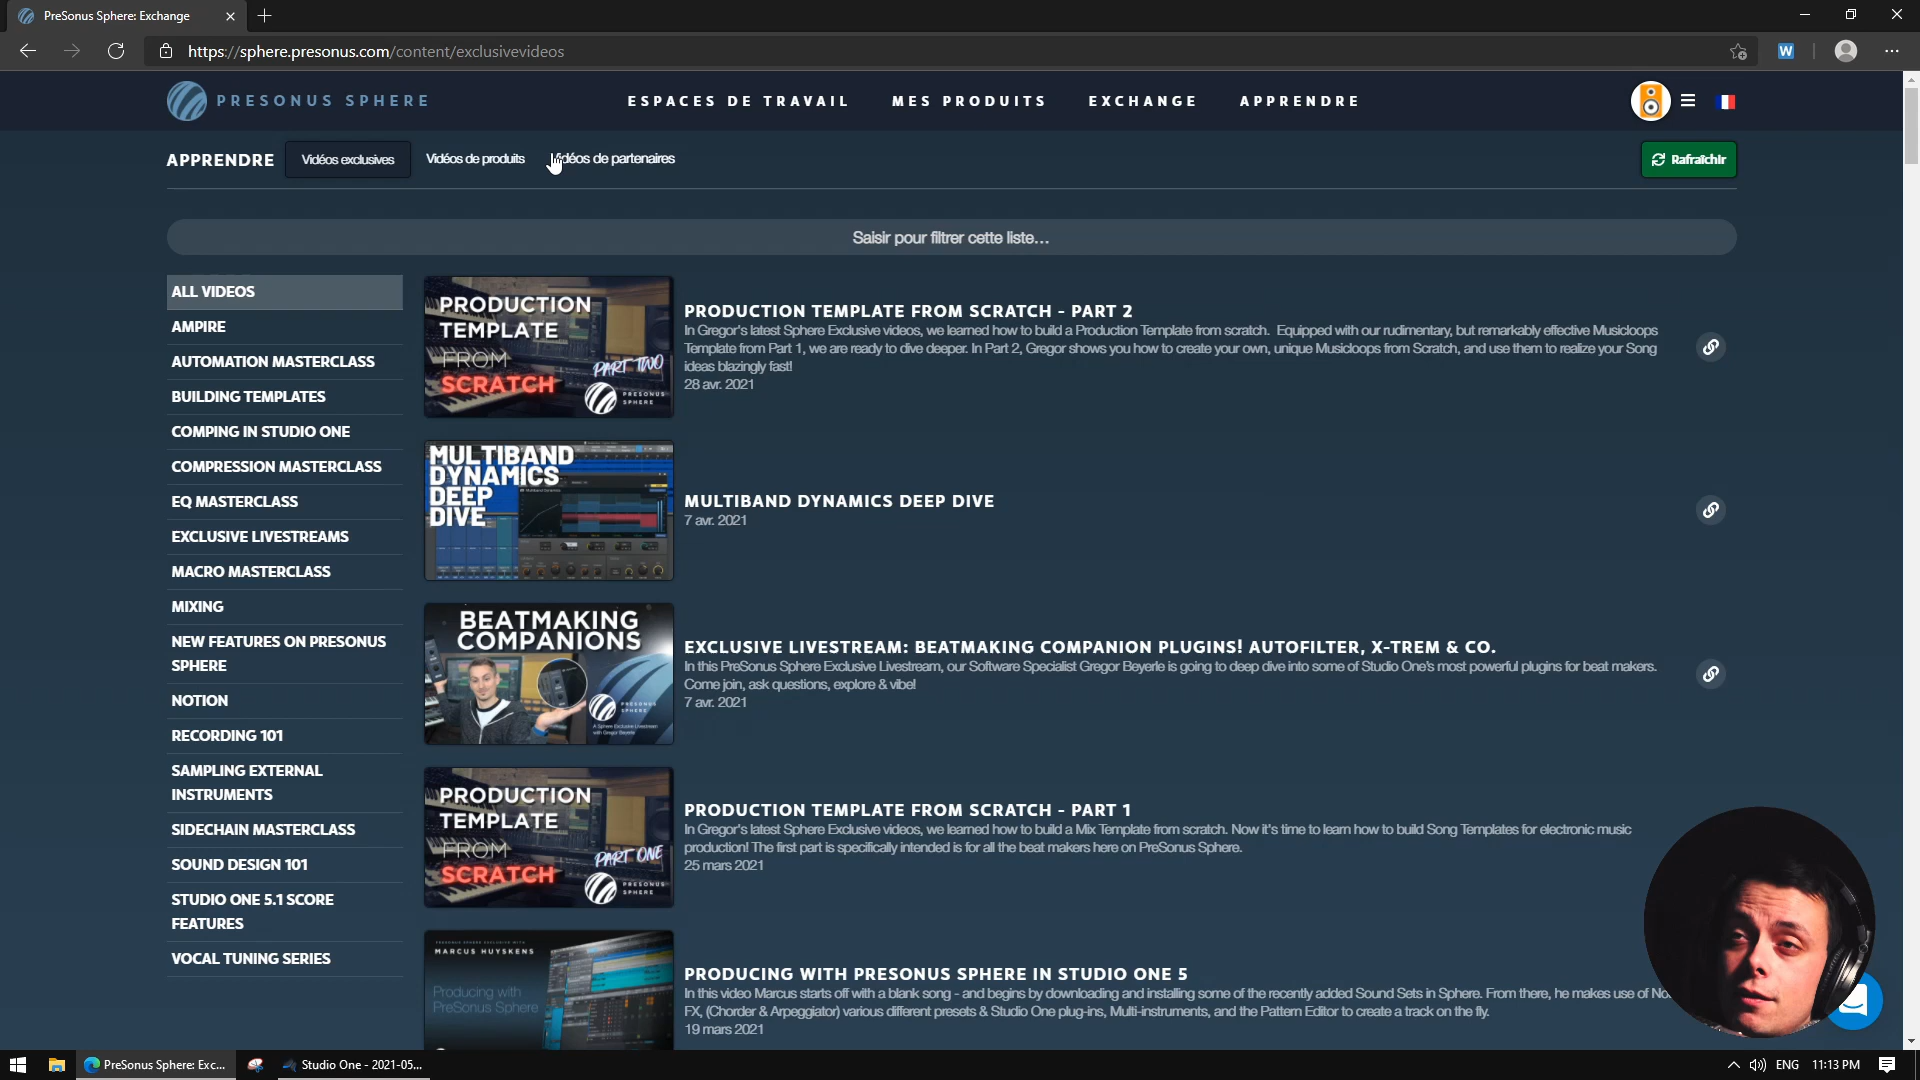 PreSonus Sphere: Exchange
https://sphere.presonus.com/content/exclusivevideos
W
PRESONUS SPHERE
ESPACES DE TRAVAIL
MES PRODUITS
EXCHANGE
APPRENDRE
APPRENDRE
Vidéos exclusives
Vidéos de produits
Vidéos de partenaires
Rafraîchir
Saisir pour filtrer cette liste…
ALL VIDEOS
AMPIRE
AUTOMATION MASTERCLASS
BUILDING TEMPLATES
COMPING IN STUDIO ONE
COMPRESSION MASTERCLASS
EQ MASTERCLASS
EXCLUSIVE LIVESTREAMS
MACRO MASTERCLASS
MIXING
NEW FEATURES ON PRESONUS
SPHERE
NOTION
RECORDING 101
SAMPLING EXTERNAL
INSTRUMENTS
SIDECHAIN MASTERCLASS
SOUND DESIGN 101
STUDIO ONE 5.1 SCORE
FEATURES
VOCAL TUNING SERIES
PRODUCTION
TEMPLATE
FROM
SCRATCH
PART TWO
PRESONUS
SPHERE
PRODUCTION TEMPLATE FROM SCRATCH - PART 2
In Gregor's latest Sphere Exclusive videos, we learned how to build a Production Template from scratch. Equipped with our rudimentary, but remarkably effective Musicloops
Template from Part 1, we are ready to dive deeper. In Part 2, Gregor shows you how to create your own, unique Musicloops from Scratch, and use them to realize your Song
ideas blazingly fast!
28 avr. 2021
MULTIBAND
DYNAMICS
DEEP
DIVE
MULTIBAND DYNAMICS DEEP DIVE
7 avr. 2021
BEATMAKING
COMPANIONS
PRESONUS
SPHERE
A Sphere Exclusive Livestream
with Gregor Beyerle
EXCLUSIVE LIVESTREAM: BEATMAKING COMPANION PLUGINS! AUTOFILTER, X-TREM & CO.
In this PreSonus Sphere Exclusive Livestream, our Software Specialist Gregor Beyerle is going to deep dive into some of Studio One's most powerful plugins for beat makers.
Come join, ask questions, explore & vibe!
7 avr. 2021
PRODUCTION
TEMPLATE
FROM
SCRATCH
PART ONE
PRESONUS
SPHERE
PRODUCTION TEMPLATE FROM SCRATCH - PART 1
In Gregor's latest Sphere Exclusive videos, we learned how to build a Mix Template from scratch. Now it's time to learn how to build Song Templates for electronic music
production! The first part is specifically intended is for all the beat makers here on PreSonus Sphere.
25 mars 2021
PRESONUS SPHERE EXCLUSIVE WITH
MARCUS HUYSKENS
Producing with
PreSonus Sphere
PRODUCING WITH PRESONUS SPHERE IN STUDIO ONE 5
In this video Marcus starts off with a blank song - and begins by downloading and installing some of the recently added Sound Sets in Sphere. From there, he makes use of
FX, (Chorder & Arpeggiator) various different presets & Studio One plug-ins, Multi-instruments, and the Pattern Editor to create a track on the fly.
19 mars 2021
PreSonus Sphere: Exc...
Studio One - 2021-05...
ENG
11:13 PM